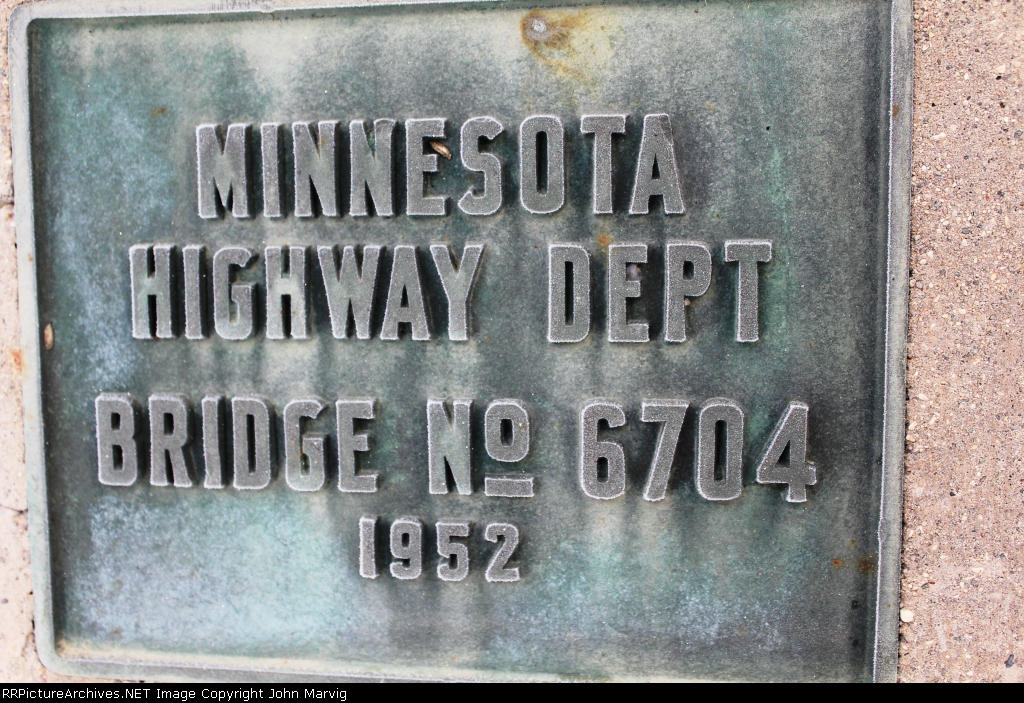 MINNESOTA
HIGHWAY DEPT
BRIDGE Nº 6704
1952
©RRPictureArchives.NET Image Copyright John Marvig